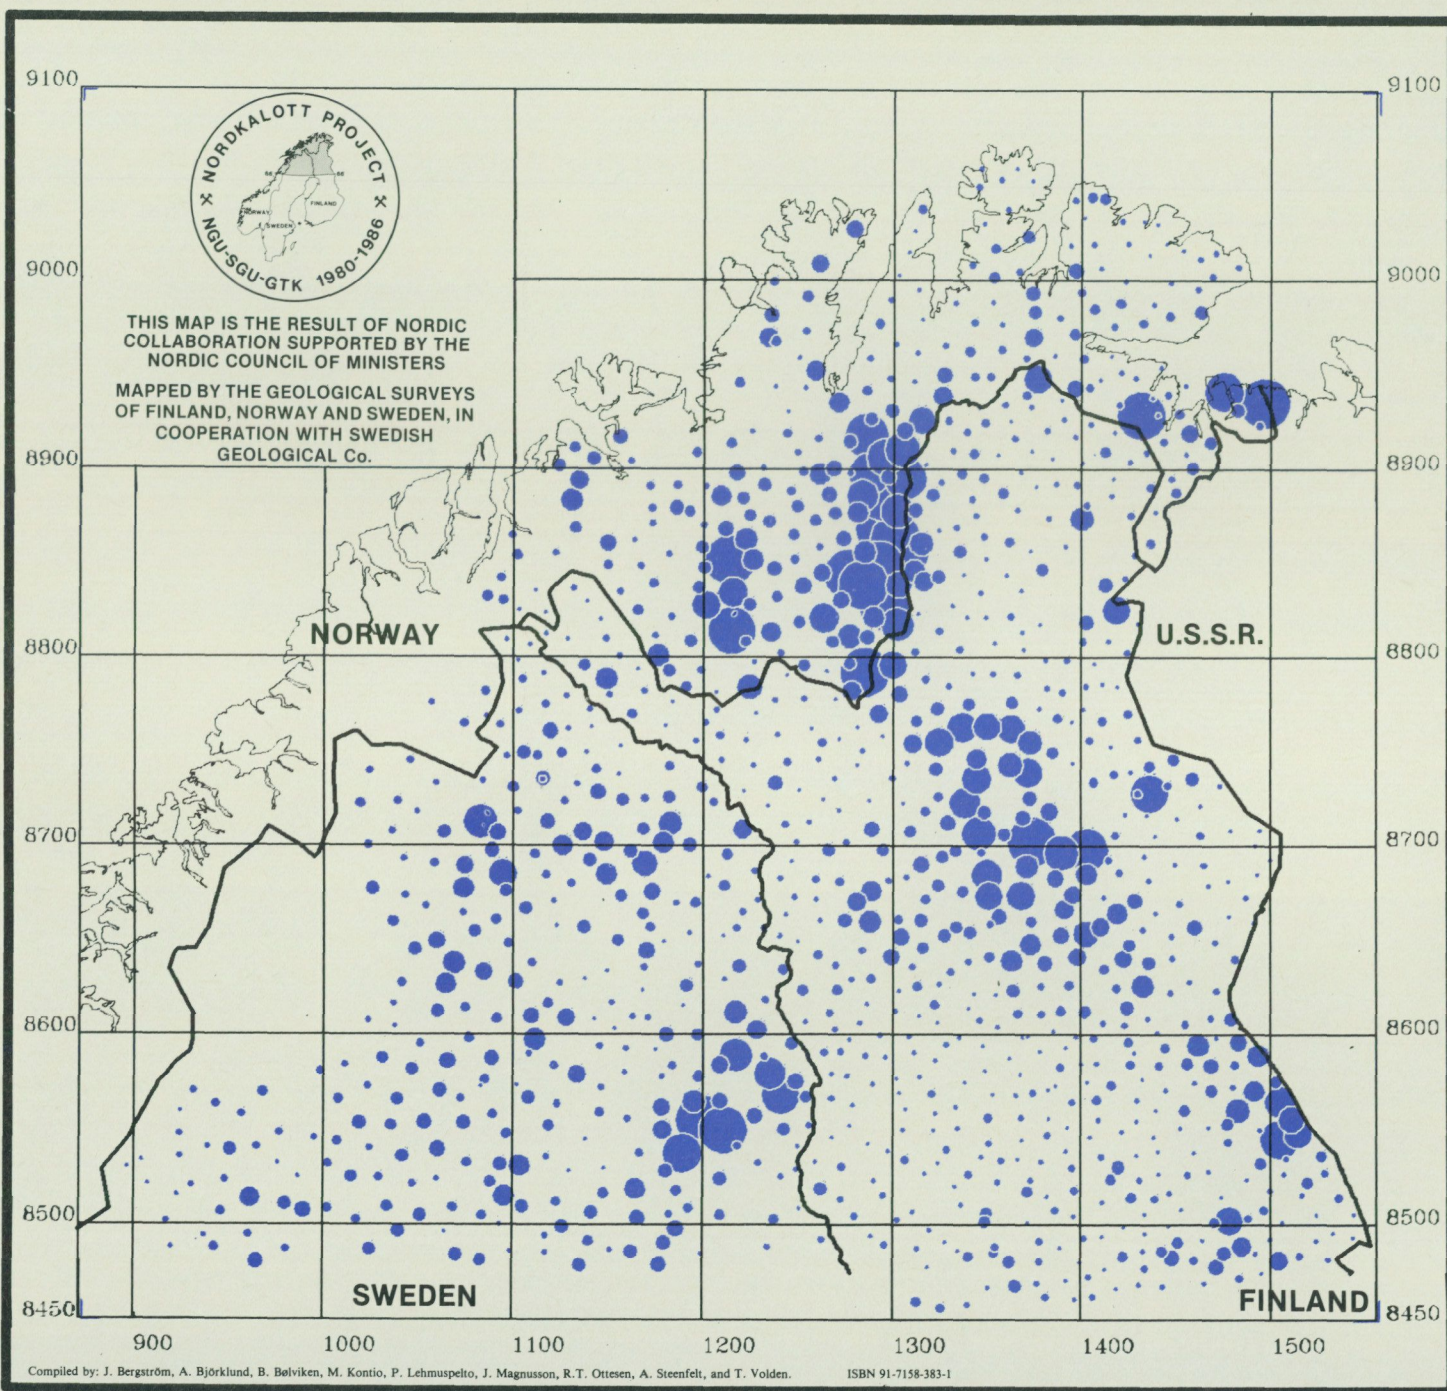 9100
9100
NORDKALOTT PROJECT
66
66
NORWAY
SWEDEN
FINLAND
NGU-SGU-GTK 1980-1986
9000
9000
THIS MAP IS THE RESULT OF NORDIC
COLLABORATION SUPPORTED BY THE
NORDIC COUNCIL OF MINISTERS
MAPPED BY THE GEOLOGICAL SURVEYS
OF FINLAND, NORWAY AND SWEDEN, IN
COOPERATION WITH SWEDISH
GEOLOGICAL Co.
8900
8900
NORWAY
U.S.S.R.
8800
8800
8700
8700
8600
8600
8500
8500
SWEDEN
FINLAND
8450
8450
900
1000
1100
1200
1300
1400
1500
Compiled by: J. Bergström, A. Björklund, B. Bølviken, M. Kontio, P. Lehmuspelto, J. Magnusson, R.T. Ottesen, A. Steenfelt, and T. Volden.
ISBN 91-7158-383-1